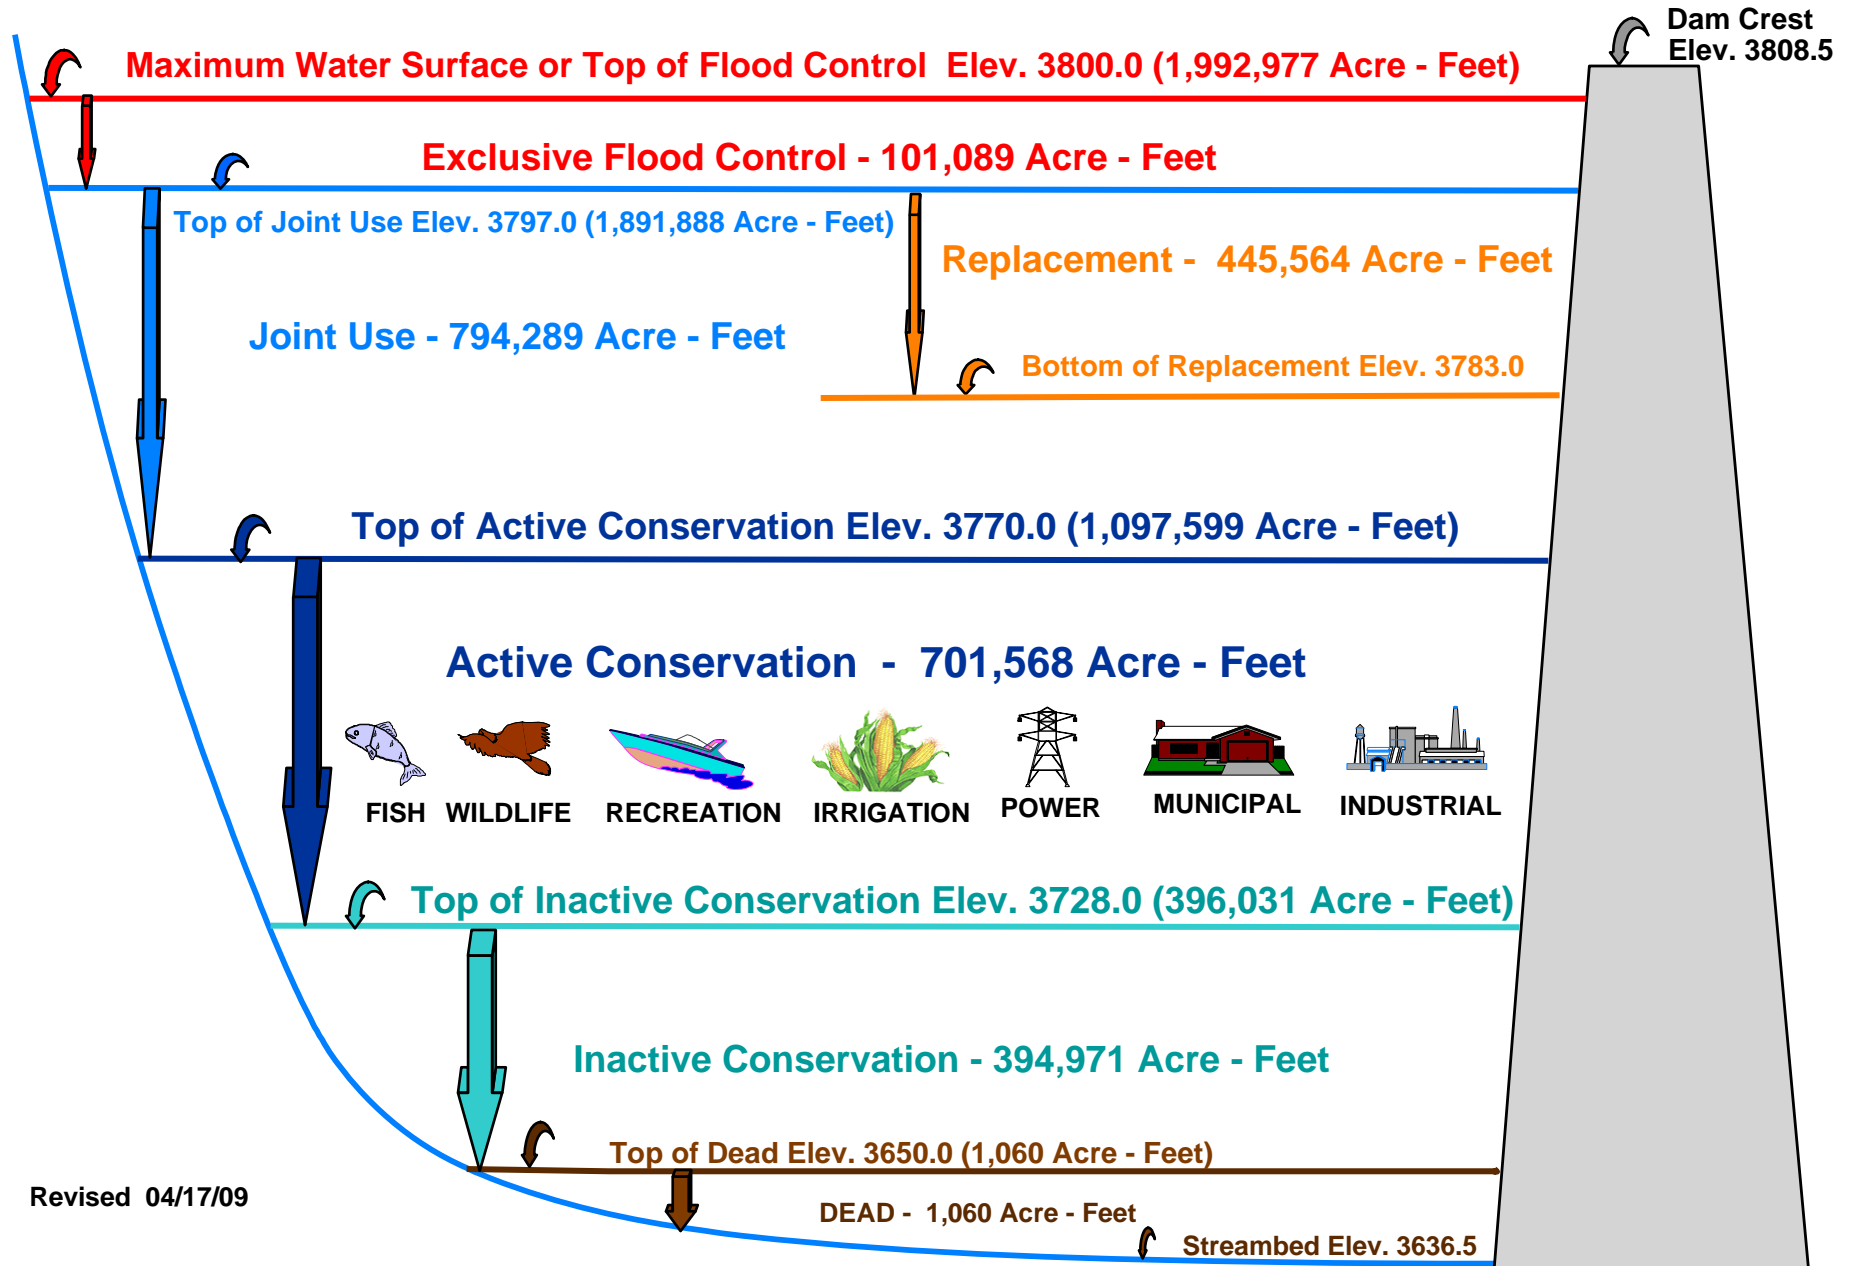 Dam Crest
Elev. 3808.5
Maximum Water Surface or Top of Flood Control Elev. 3800.0 (1,992,977 Acre - Feet)
Exclusive Flood Control - 101,089 Acre - Feet
Top of Joint Use Elev. 3797.0 (1,891,888 Acre - Feet)
Replacement - 445,564 Acre - Feet
Joint Use - 794,289 Acre - Feet
Bottom of Replacement Elev. 3783.0
Top of Active Conservation Elev. 3770.0 (1,097,599 Acre - Feet)
Active Conservation - 701,568 Acre - Feet
FISH WILDLIFE RECREATION IRRIGATION POWER MUNICIPAL INDUSTRIAL
Top of Inactive Conservation Elev. 3728.0 (396,031 Acre - Feet)
Inactive Conservation - 394,971 Acre - Feet
Top of Dead Elev. 3650.0 (1,060 Acre - Feet)
Revised 04/17/09
DEAD - 1,060 Acre - Feet
Streambed Elev. 3636.5